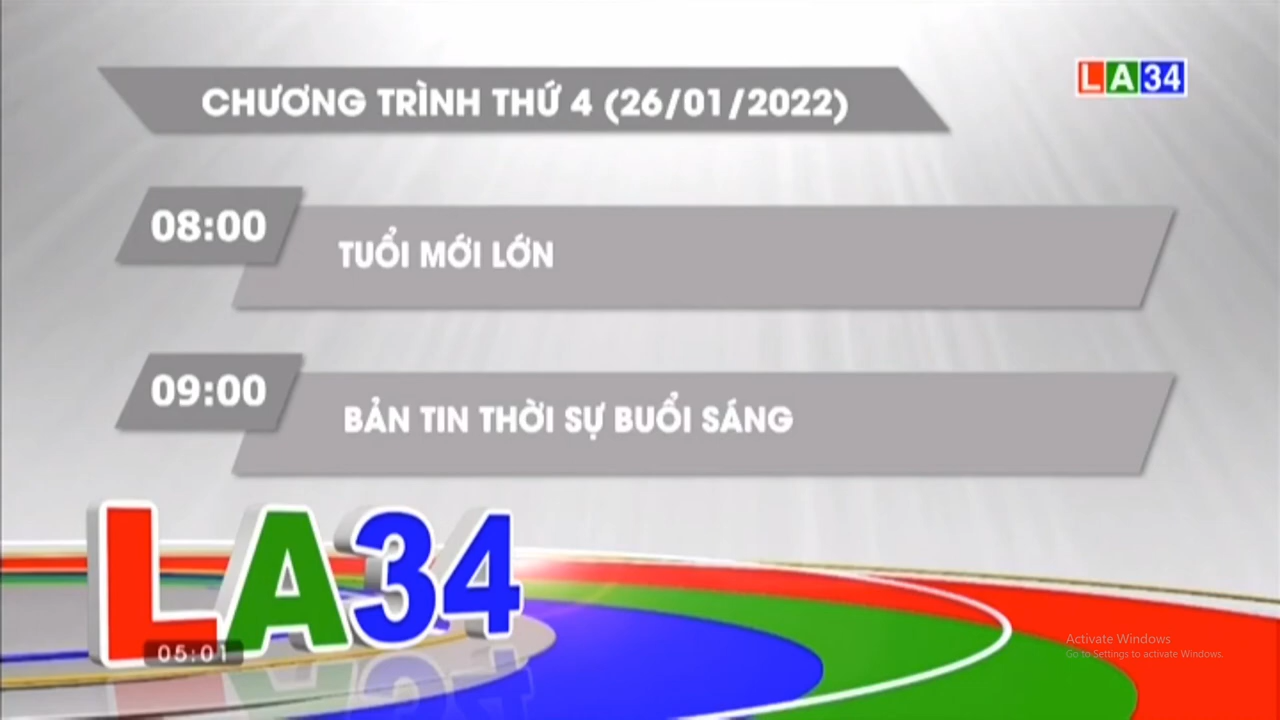 CHƯƠNG TRÌNH THỨ 4 (26/01/2022)
LA34
08:00
TUỔI MỚI LỚN
09:00
BẢN TIN THỜI SỰ BUỔI SÁNG
LA34
05:01
Activate Windows
Go to Settings to activate Windows.